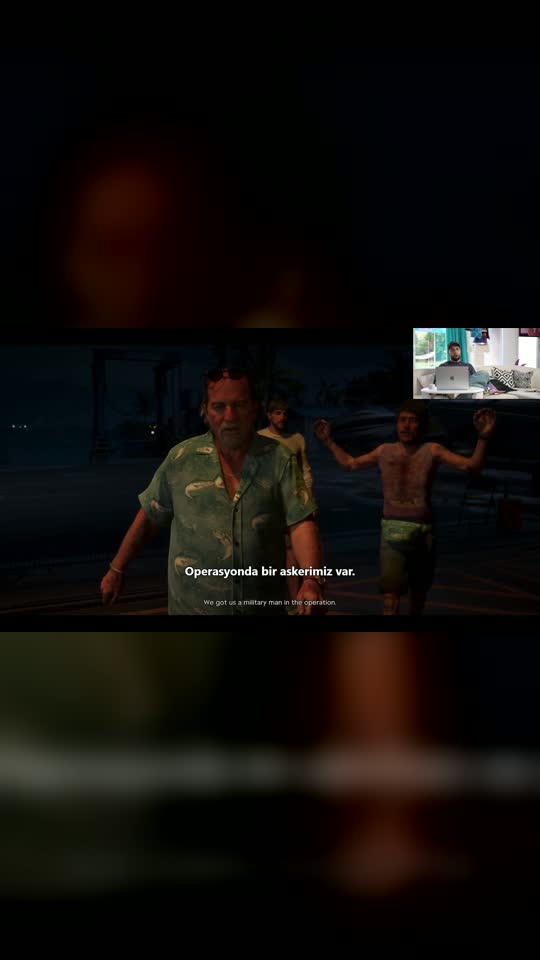 Operasyonda bir askerimiz var.
We got us a military man in the operation.